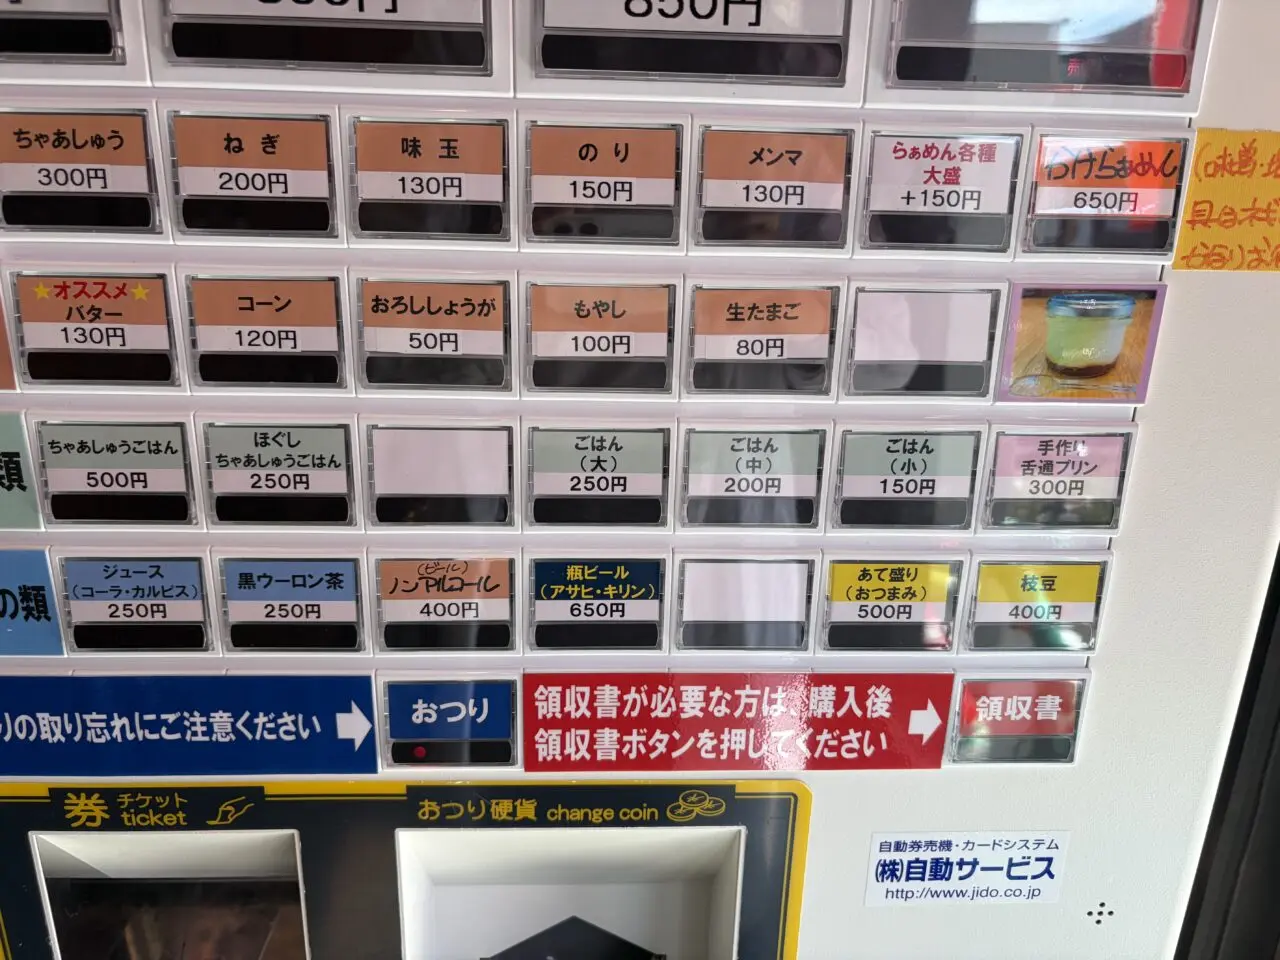 850円
ちゃあしゅう
300円
ねぎ
200円
味玉
130円
のり
150円
メンマ
130円
らぁめん各種
大盛
+150円
つけらぁめん
650円
★オススメ★
バター
130円
コーン
120円
おろししょうが
50円
もやし
100円
生たまご
80円
類
ちゃあしゅうごはん
500円
ほぐし
ちゃあしゅうごはん
250円
ごはん
(大)
250円
ごはん
(中)
200円
ごはん
(小)
150円
手作り
舌通プリン
300円
の類
ジュース
(コーラ・カルピス)
250円
黒ウーロン茶
250円
(ビール)
ノンアルコール
400円
瓶ビール
(アサヒ・キリン)
650円
あて盛り
(おつまみ)
500円
枝豆
400円
りの取り忘れにご注意ください
おつり
領収書が必要な方は、購入後
領収書ボタンを押してください
領収書
券 チケット
ticket
おつり硬貨 change coin
自動券売機・カードシステム
(株)自動サービス
http://www.jido.co.jp